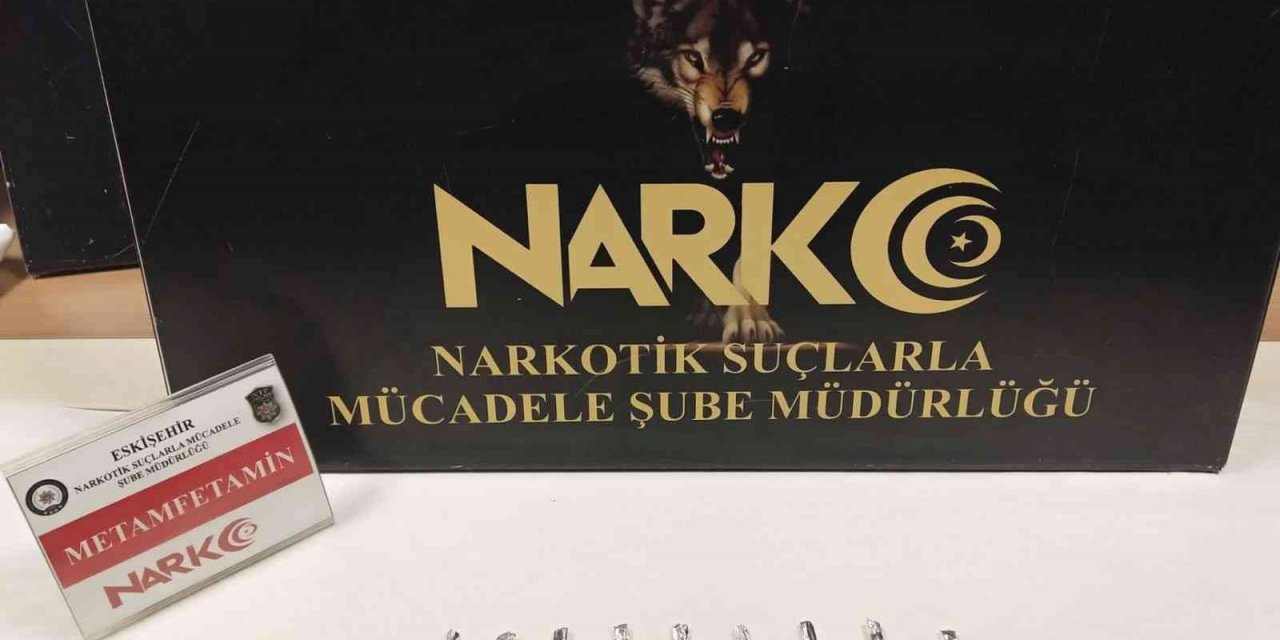 NARKO
NARKOTİK SUÇLARLA
MÜCADELE ŞUBE MÜDÜRLÜĞÜ
ESKİŞEHİR
NARKOTİK SUÇLARLA MÜCADELE
ŞUBE MÜDÜRLÜĞÜ
METAMFETAMİN
NARKO